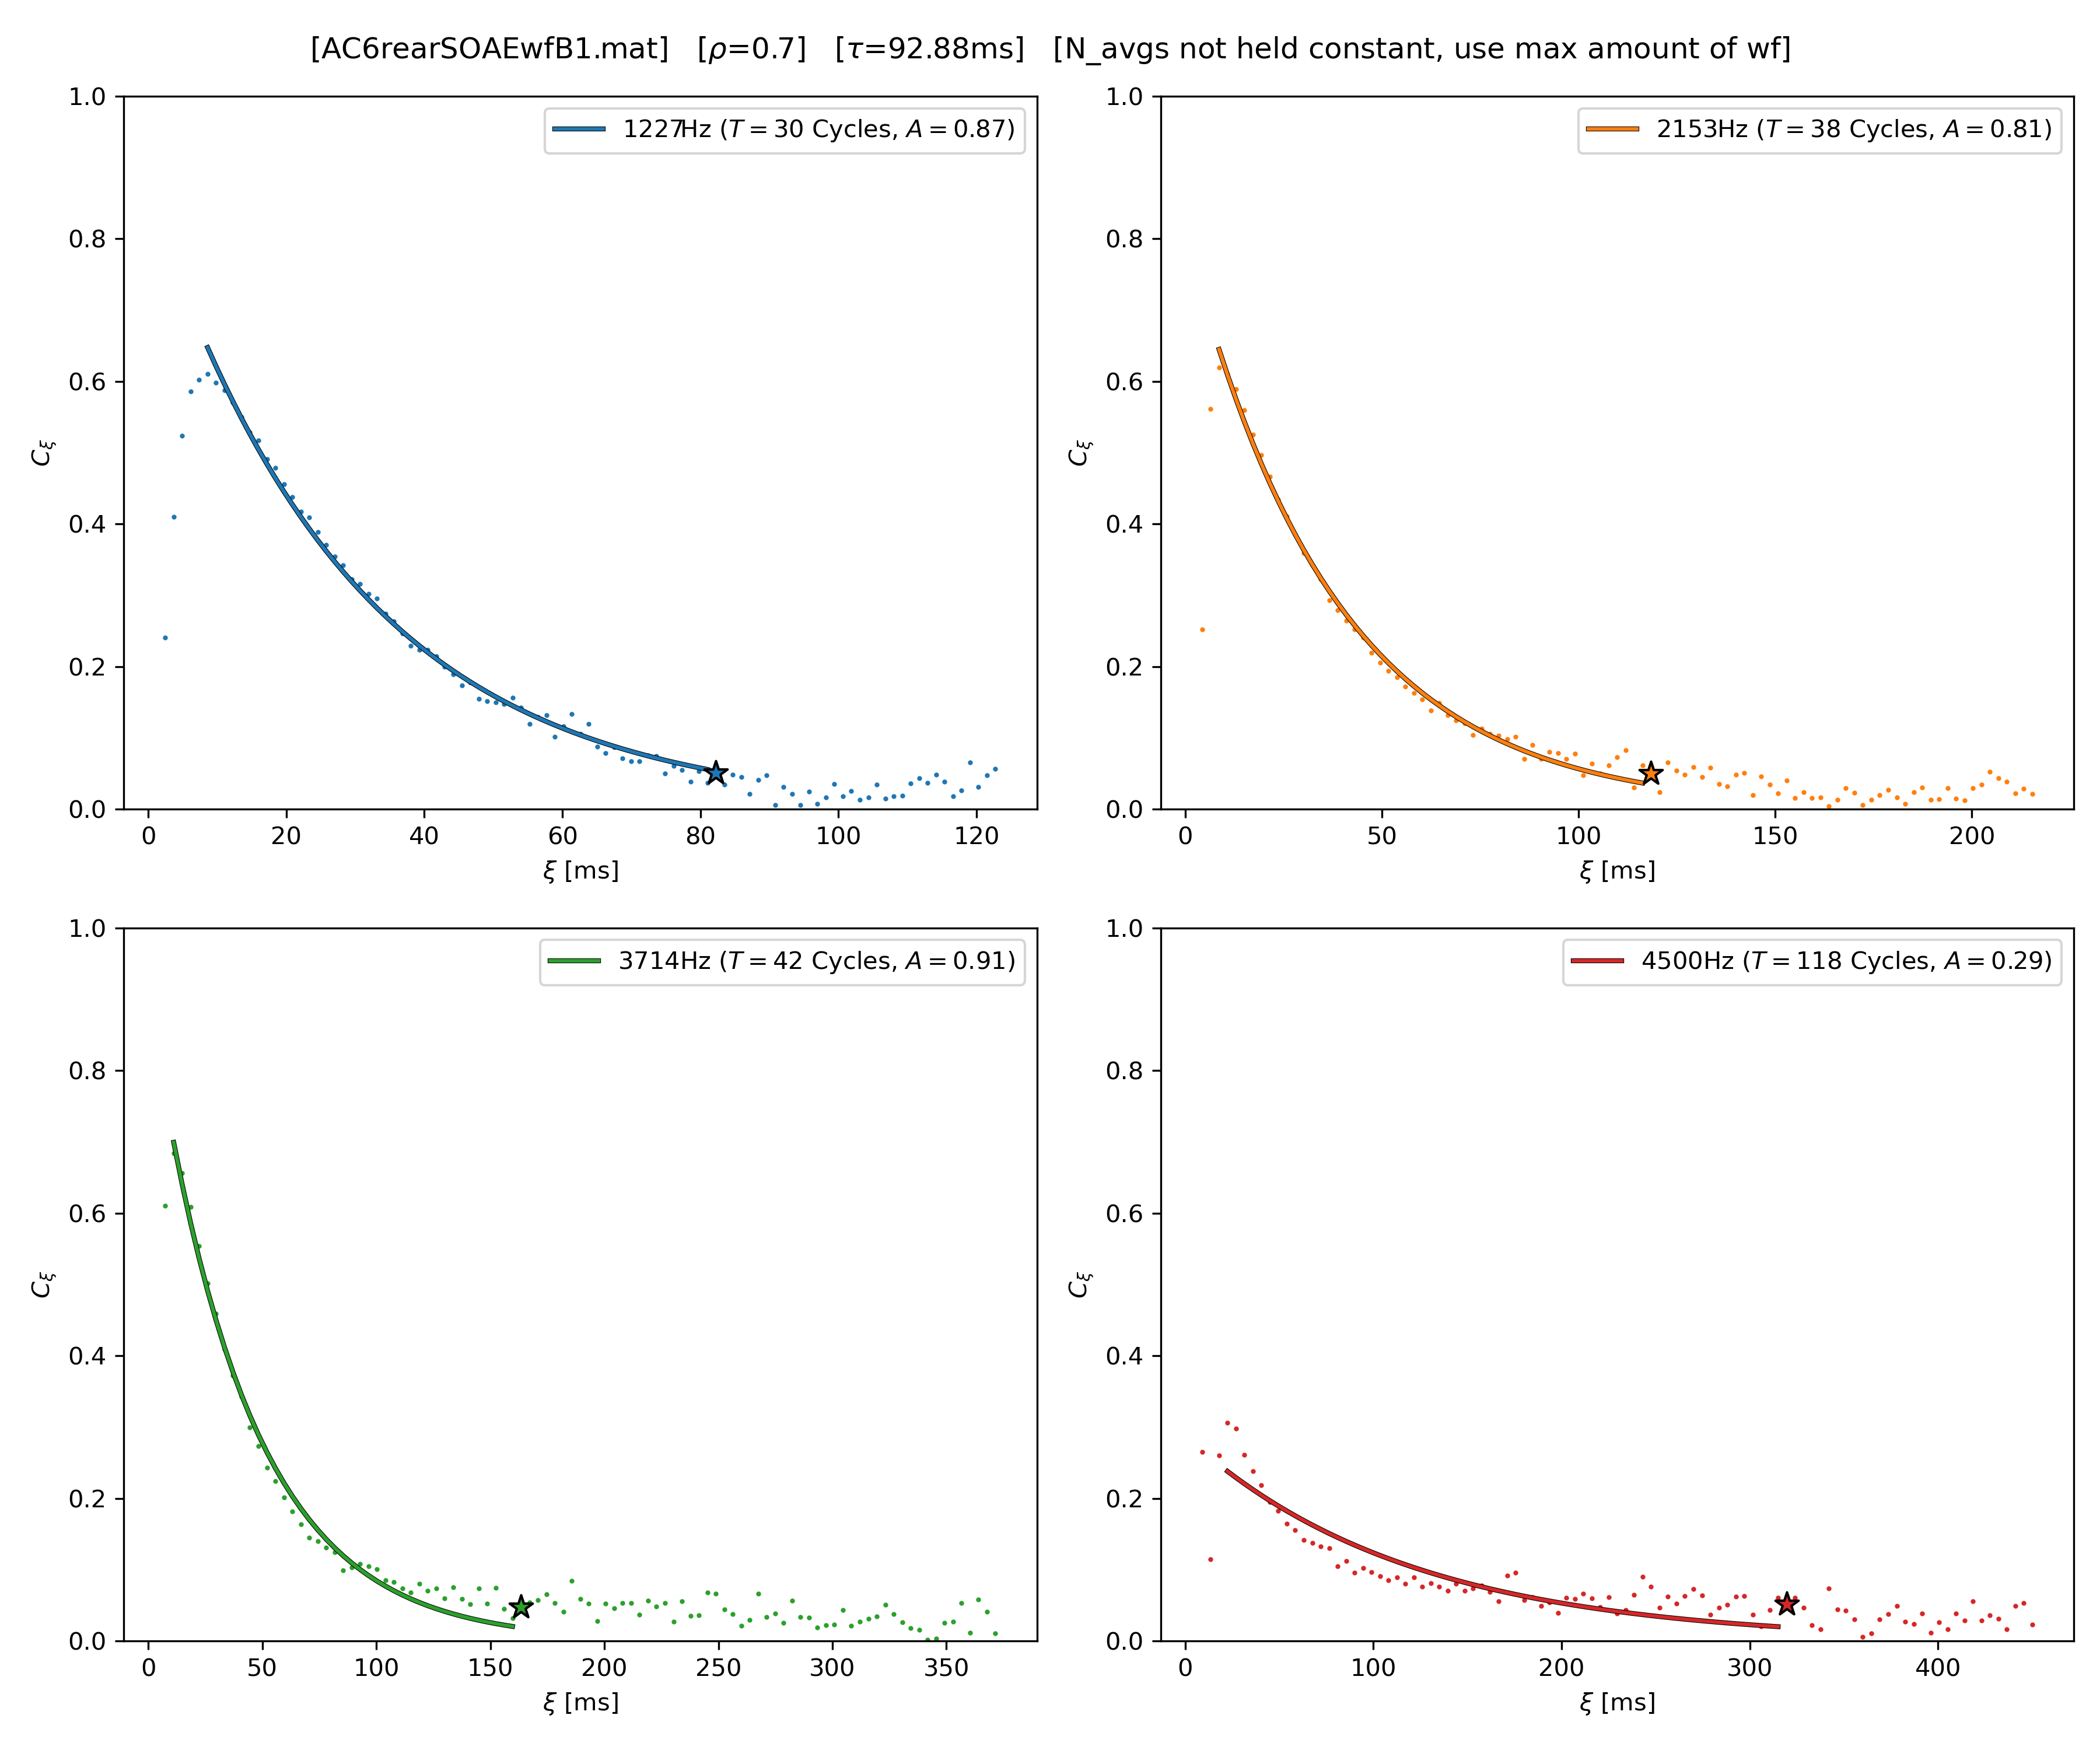 [AC6rearSOAEwfB1.mat]   [ρ=0.7]   [τ=92.88ms]   [N_avgs not held constant, use max amount of wf]
1.0
0.8
0.6
0.4
0.2
0.0
C_ξ
1227Hz (T = 30 Cycles, A = 0.87)
0 20 40 60 80 100 120
ξ [ms]
1.0
0.8
0.6
0.4
0.2
0.0
C_ξ
2153Hz (T = 38 Cycles, A = 0.81)
0 50 100 150 200
ξ [ms]
1.0
0.8
0.6
0.4
0.2
0.0
C_ξ
3714Hz (T = 42 Cycles, A = 0.91)
0 50 100 150 200 250 300 350
ξ [ms]
1.0
0.8
0.6
0.4
0.2
0.0
C_ξ
4500Hz (T = 118 Cycles, A = 0.29)
0 100 200 300 400
ξ [ms]